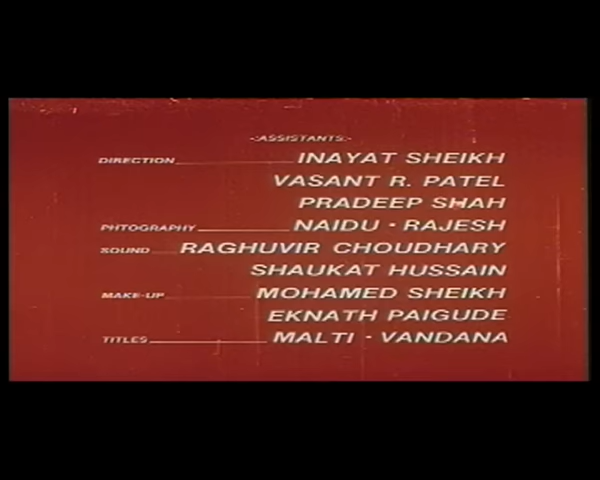 -:ASSISTANTS:-
DIRECTION INAYAT SHEIKH
VASANT R. PATEL
PRADEEP SHAH
PHTOGRAPHY NAIDU - RAJESH
SOUND RAGHUVIR CHOUDHARY
SHAUKAT HUSSAIN
MAKE-UP MOHAMED SHEIKH
EKNATH PAIGUDE
TITLES MALTI - VANDANA